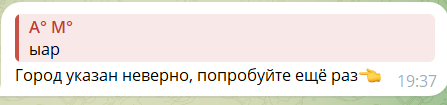 А° М°
ыар
Город указан неверно, попробуйте ещё раз👈
19:37